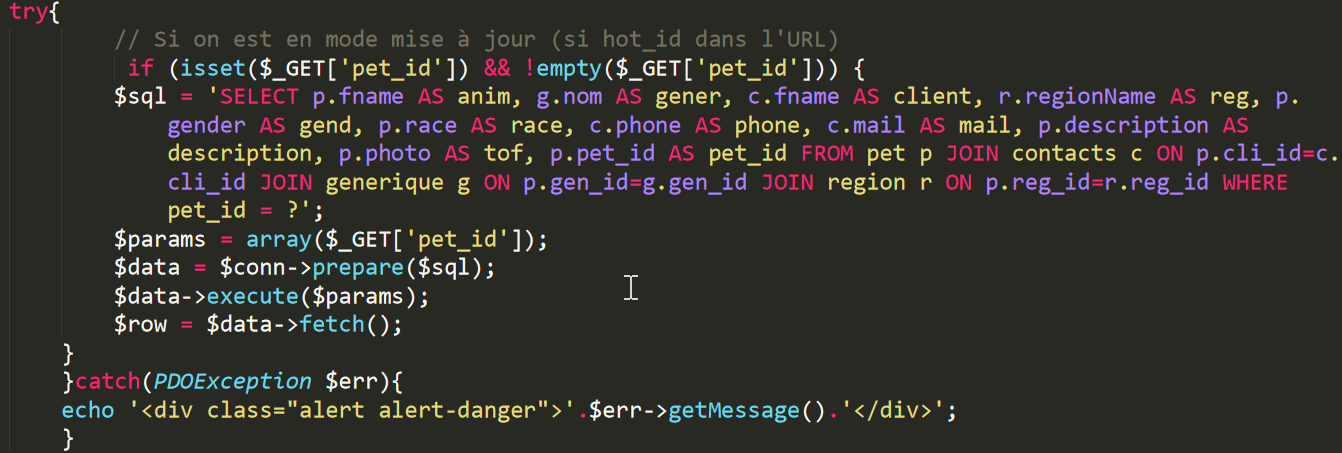 try{
// Si on est en mode mise à jour (si hot_id dans l'URL)
if (isset($_GET['pet_id']) && !empty($_GET['pet_id'])) {
$sql = 'SELECT p.fname AS anim, g.nom AS gener, c.fname AS client, r.regionName AS reg, p.
gender AS gend, p.race AS race, c.phone AS phone, c.mail AS mail, p.description AS
description, p.photo AS tof, p.pet_id AS pet_id FROM pet p JOIN contacts c ON p.cli_id=c.
cli_id JOIN generique g ON p.gen_id=g.gen_id JOIN region r ON p.reg_id=r.reg_id WHERE
pet_id = ?';
$params = array($_GET['pet_id']);
$data = $conn->prepare($sql);
$data->execute($params);
$row = $data->fetch();
}
}catch(PDOException $err){
echo '<div class="alert alert-danger">'.$err->getMessage().'</div>';
}